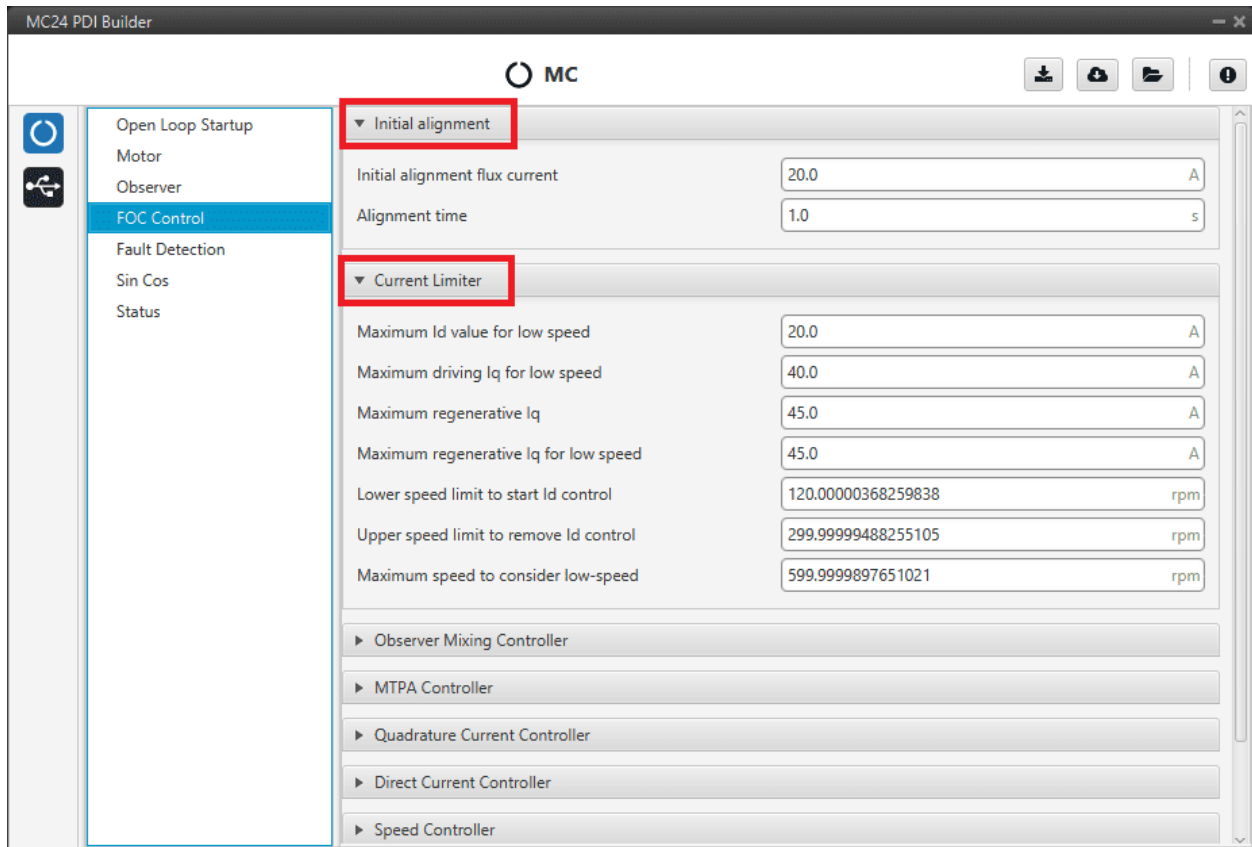 MC24 PDI Builder
MC
Open Loop Startup
Motor
Observer
FOC Control
Fault Detection
Sin Cos
Status
Initial alignment
Initial alignment flux current 20.0 A
Alignment time 1.0 s
Current Limiter
Maximum Id value for low speed 20.0 A
Maximum driving Iq for low speed 40.0 A
Maximum regenerative Iq 45.0 A
Maximum regenerative Iq for low speed 45.0 A
Lower speed limit to start Id control 120.00000368259838 rpm
Upper speed limit to remove Id control 299.99999488255105 rpm
Maximum speed to consider low-speed 599.9999897651021 rpm
Observer Mixing Controller
MTPA Controller
Quadrature Current Controller
Direct Current Controller
Speed Controller